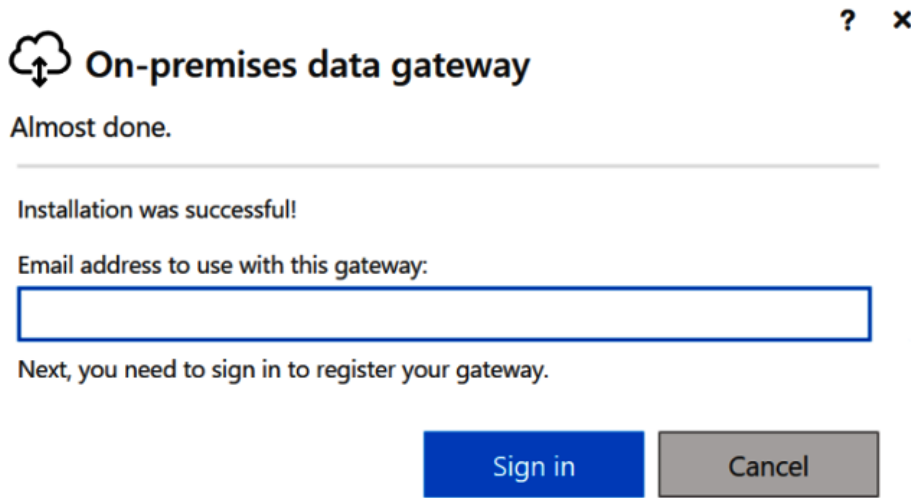 ? ×
On-premises data gateway
Almost done.
Installation was successful!
Email address to use with this gateway:
Next, you need to sign in to register your gateway.
Sign in Cancel